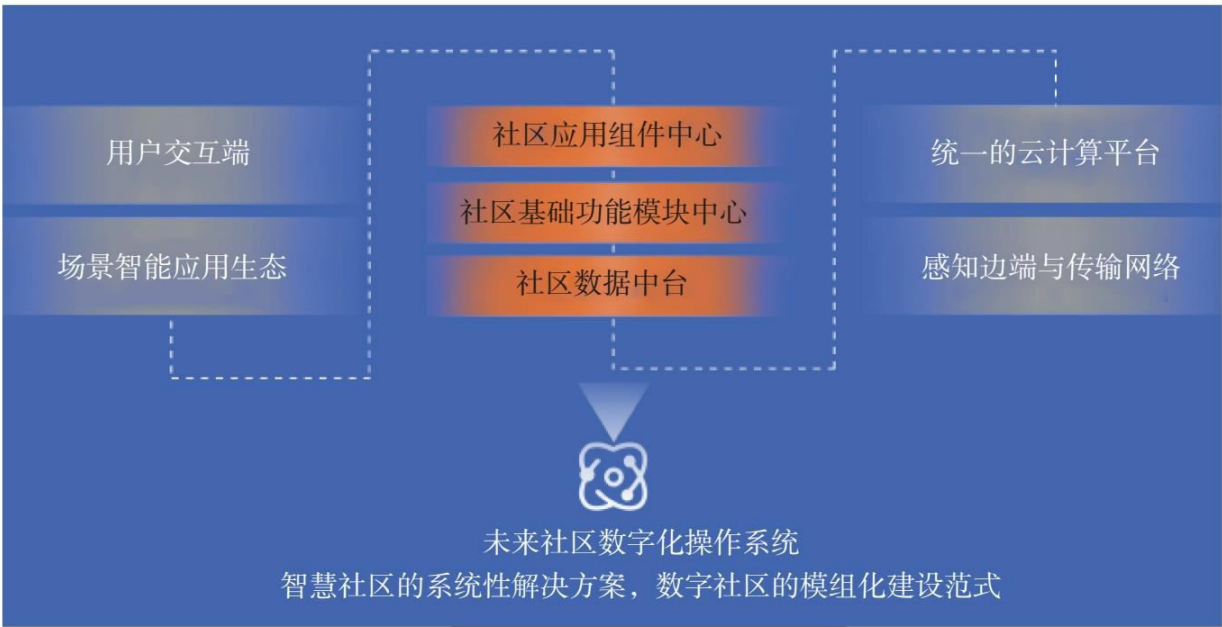 用户交互端
场景智能应用生态
社区应用组件中心
社区基础功能模块中心
社区数据中台
统一的云计算平台
感知边端与传输网络
未来社区数字化操作系统
智慧社区的系统性解决方案，数字社区的模组化建设范式